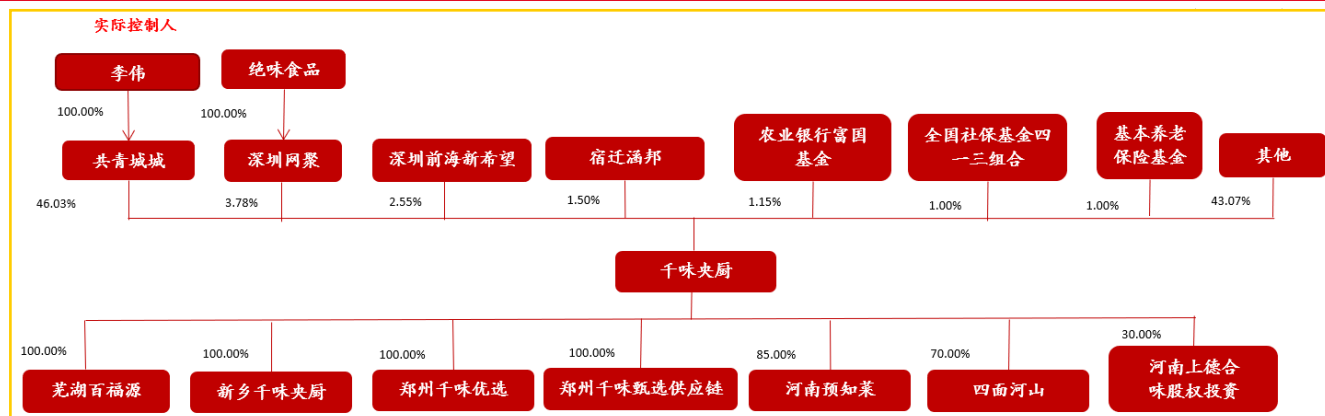 实际控制人
李伟
绝味食品
100.00%
100.00%
共青城城
深圳网聚
深圳前海新希望
宿迁涵邦
农业银行富国
基金
全国社保基金四
一三组合
基本养老
保险基金
其他
46.03%
3.78%
2.55%
1.50%
1.15%
1.00%
1.00%
43.07%
千味央厨
100.00%
100.00%
100.00%
100.00%
85.00%
70.00%
30.00%
芜湖百福源
新乡千味央厨
郑州千味优选
郑州千味甄选供应链
河南预知菜
四面河山
河南上德合
味股权投资